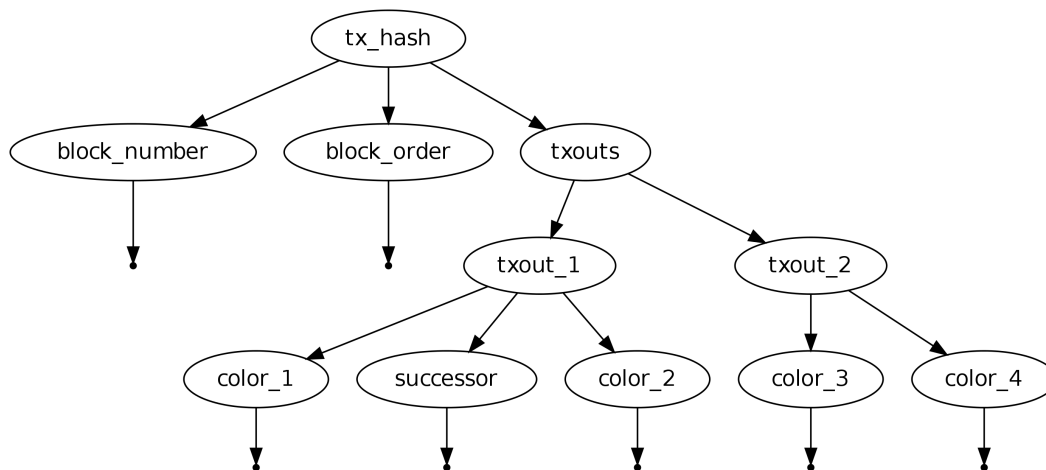 tx_hash
block_number
block_order
txouts
txout_1
txout_2
color_1
successor
color_2
color_3
color_4